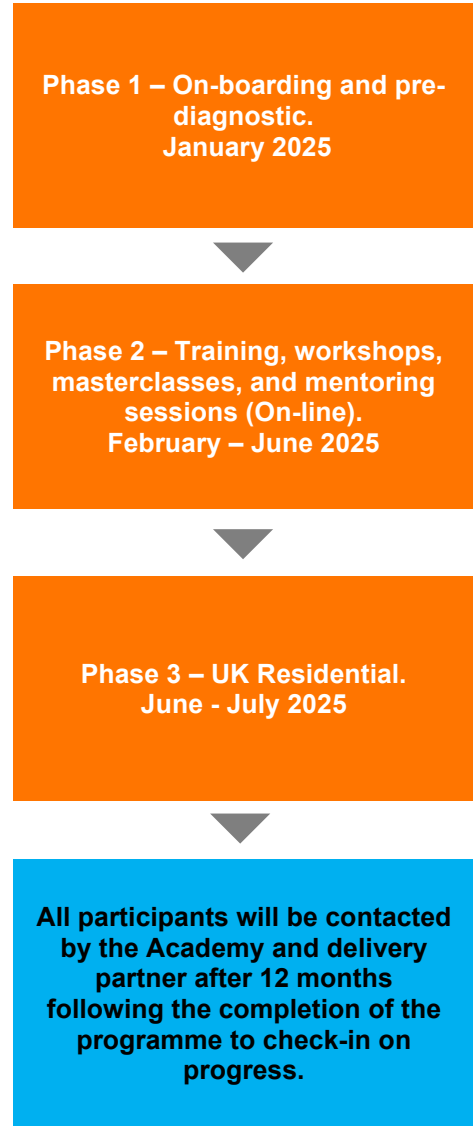 Phase 1 – On-boarding and pre-
diagnostic.
January 2025
Phase 2 – Training, workshops,
masterclasses, and mentoring
sessions (On-line).
February – June 2025
Phase 3 – UK Residential.
June - July 2025
All participants will be contacted
by the Academy and delivery
partner after 12 months
following the completion of the
programme to check-in on
progress.